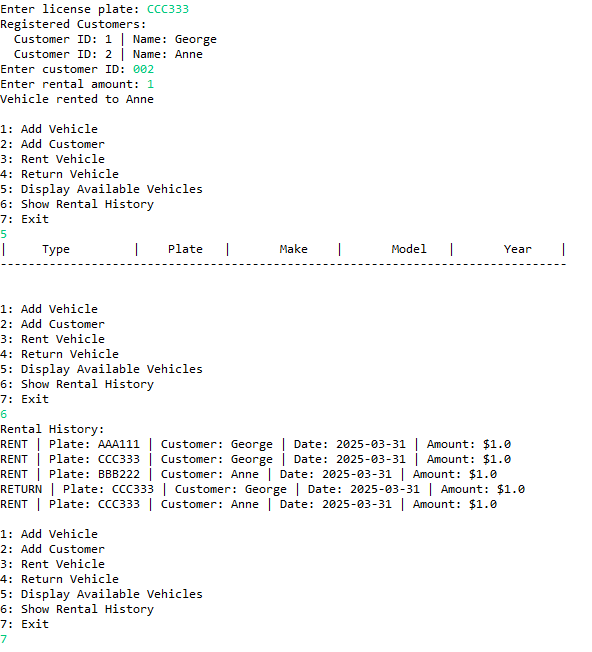 Enter license plate: CCC333
Registered Customers:
  Customer ID: 1 | Name: George
  Customer ID: 2 | Name: Anne
Enter customer ID: 002
Enter rental amount: 1
Vehicle rented to Anne

1: Add Vehicle
2: Add Customer
3: Rent Vehicle
4: Return Vehicle
5: Display Available Vehicles
6: Show Rental History
7: Exit
5
|     Type         |    Plate   |       Make    |       Model   |       Year    |
---------------------------------------------------------------------------------


1: Add Vehicle
2: Add Customer
3: Rent Vehicle
4: Return Vehicle
5: Display Available Vehicles
6: Show Rental History
7: Exit
6
Rental History:
RENT | Plate: AAA111 | Customer: George | Date: 2025-03-31 | Amount: $1.0
RENT | Plate: CCC333 | Customer: George | Date: 2025-03-31 | Amount: $1.0
RENT | Plate: BBB222 | Customer: Anne | Date: 2025-03-31 | Amount: $1.0
RETURN | Plate: CCC333 | Customer: George | Date: 2025-03-31 | Amount: $1.0
RENT | Plate: CCC333 | Customer: Anne | Date: 2025-03-31 | Amount: $1.0

1: Add Vehicle
2: Add Customer
3: Rent Vehicle
4: Return Vehicle
5: Display Available Vehicles
6: Show Rental History
7: Exit
7